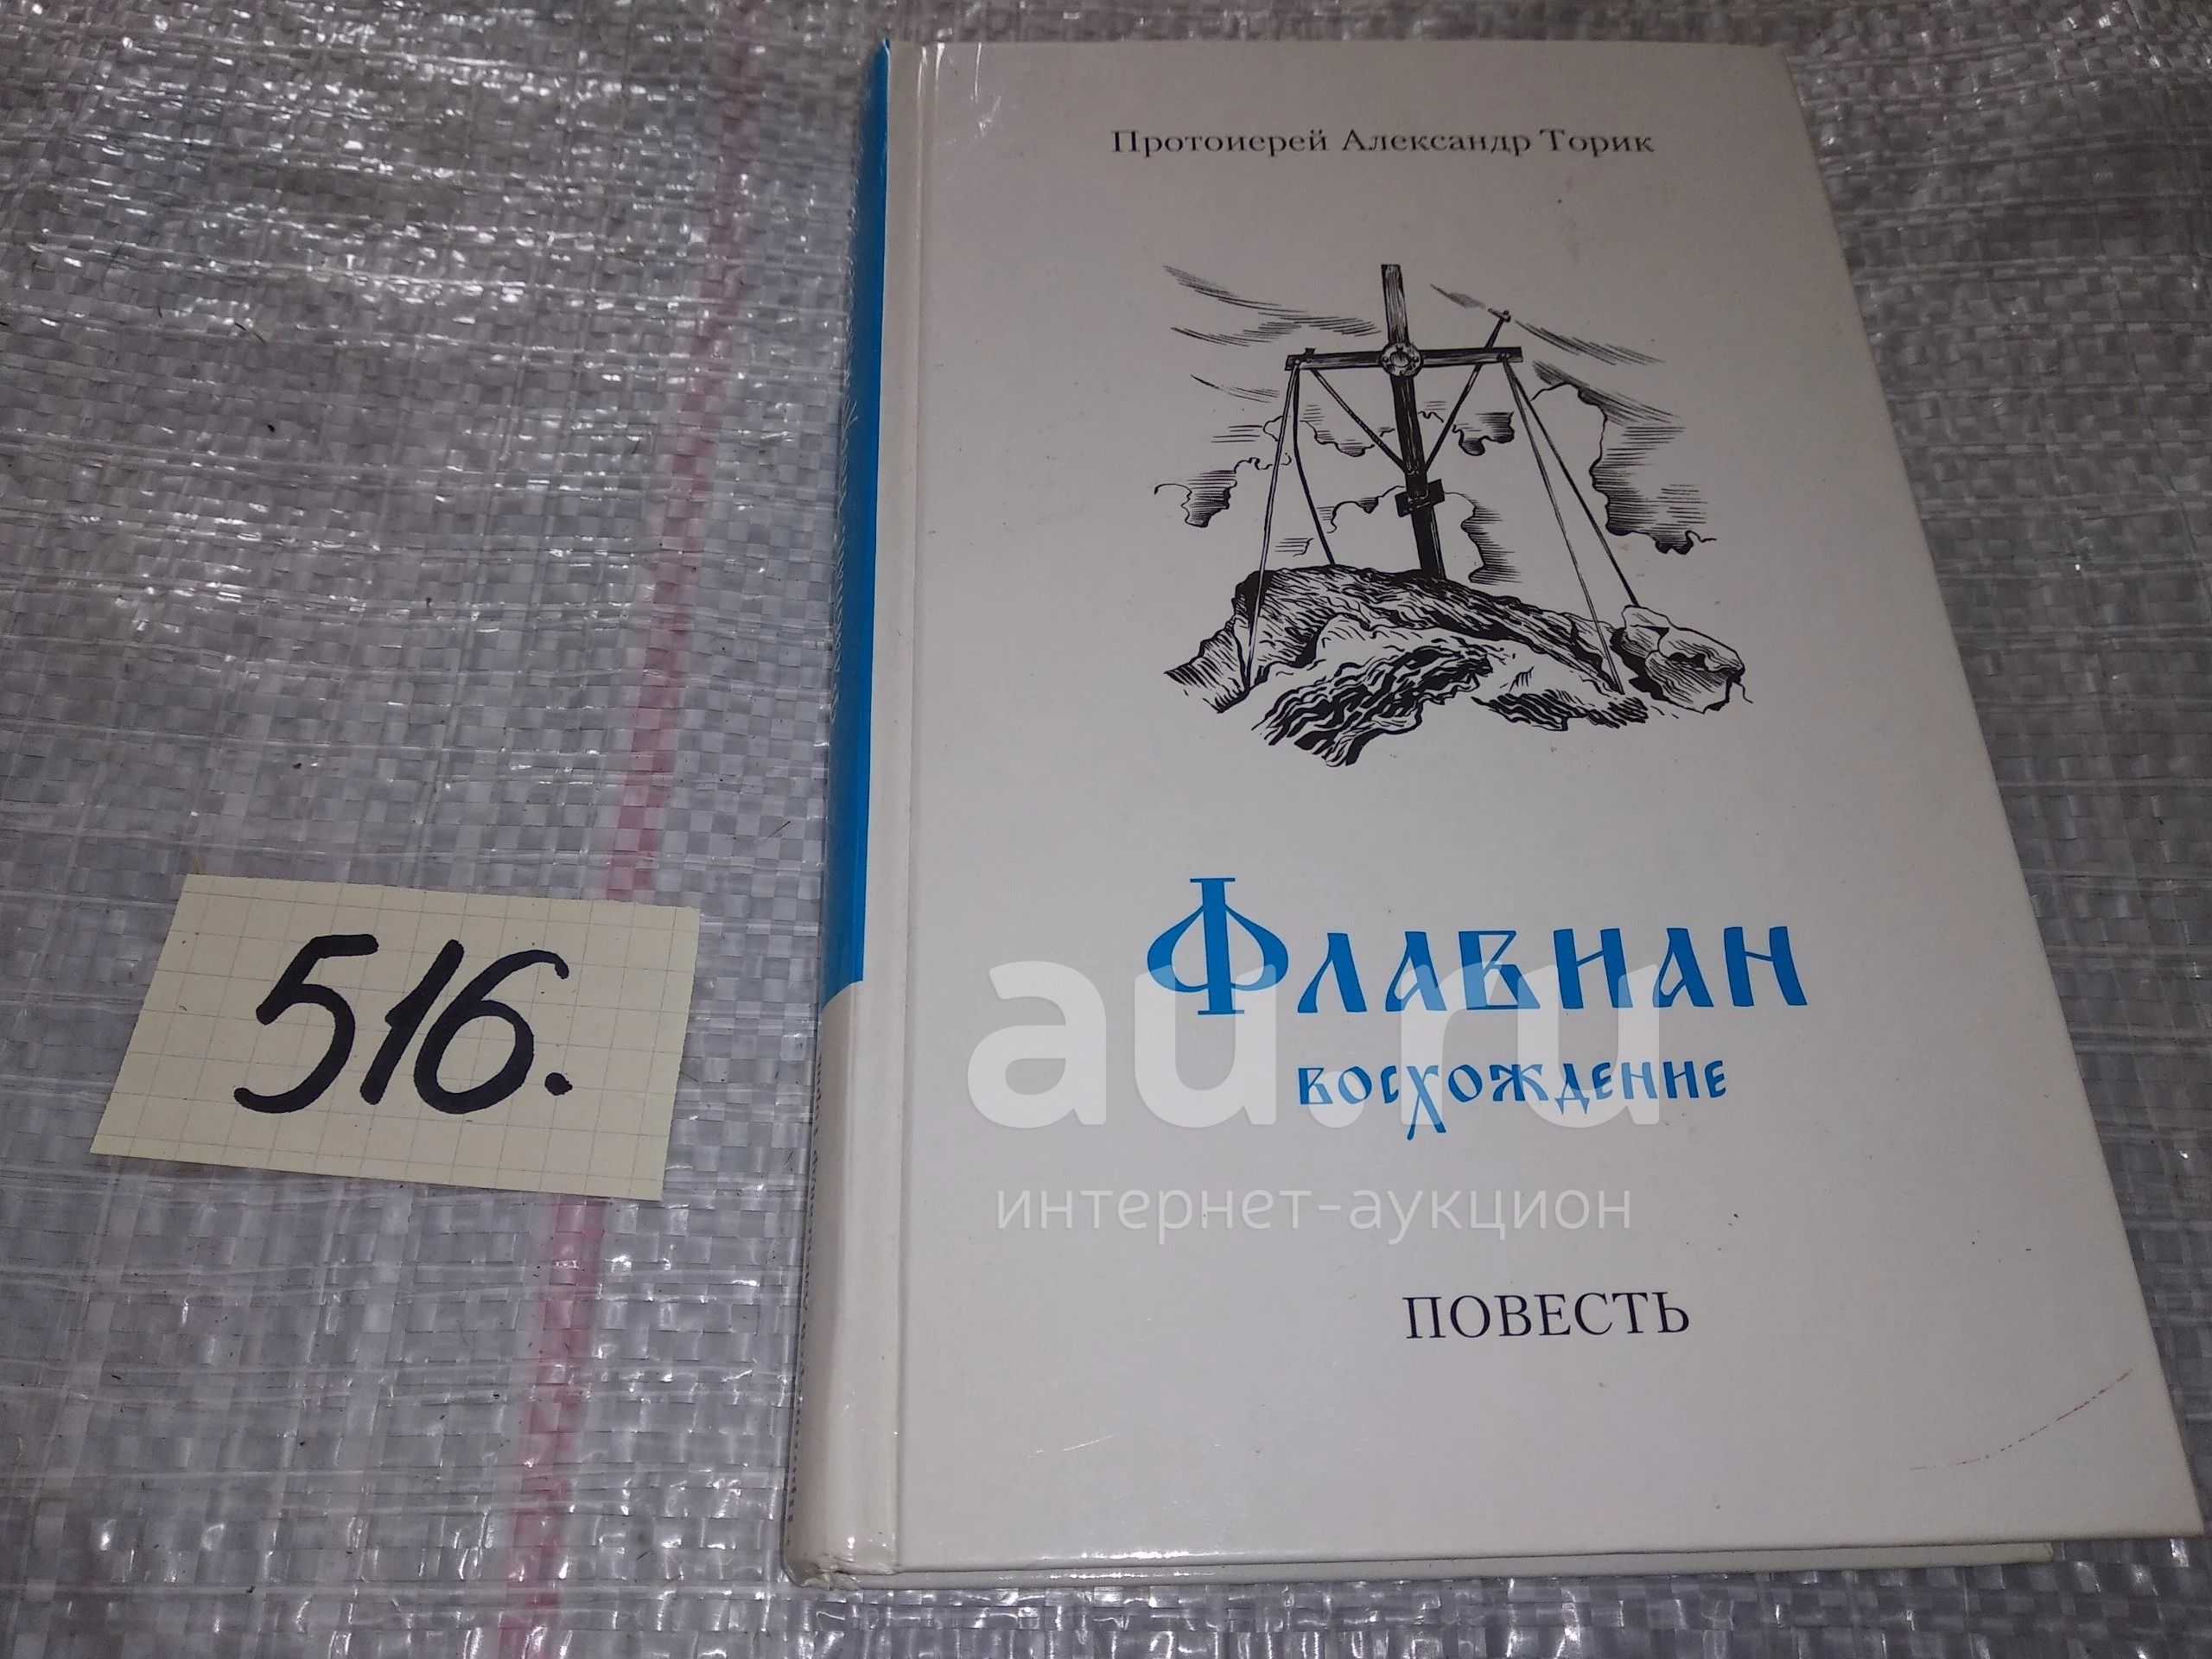 Протоиерей Александр Торик
Флавиан
восхождение
ПОВЕСТЬ
516.
au.ru
интернет-аукцион